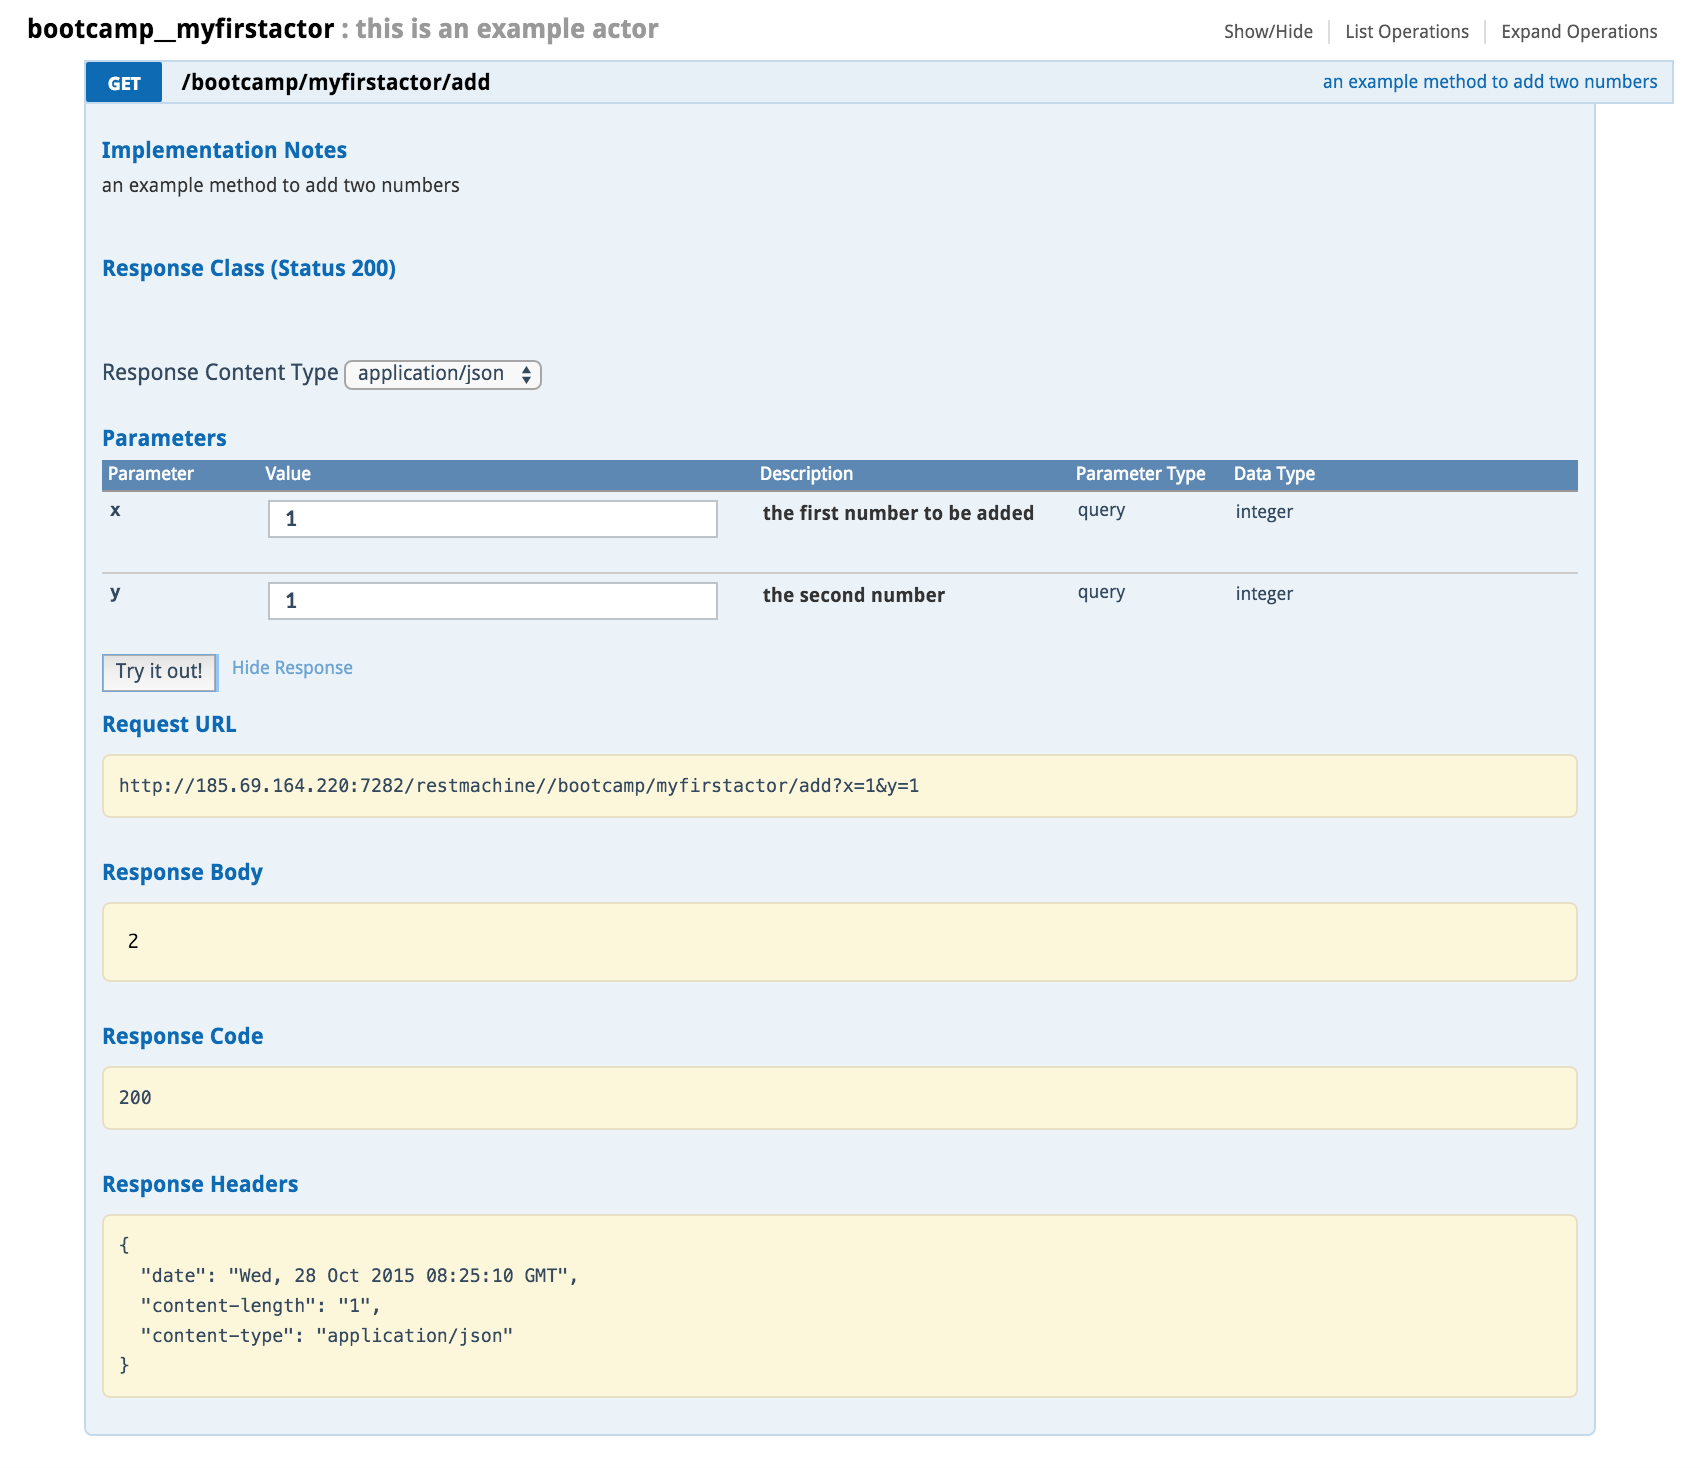 bootcamp__myfirstactor : this is an example actor
Show/Hide List Operations Expand Operations
GET /bootcamp/myfirstactor/add an example method to add two numbers
Implementation Notes
an example method to add two numbers
Response Class (Status 200)
Response Content Type application/json
Parameters
Parameter Value Description Parameter Type Data Type
x 1 the first number to be added query integer
y 1 the second number query integer
Try it out! Hide Response
Request URL
http://185.69.164.220:7282/restmachine//bootcamp/myfirstactor/add?x=1&y=1
Response Body
2
Response Code
200
Response Headers
{
  "date": "Wed, 28 Oct 2015 08:25:10 GMT",
  "content-length": "1",
  "content-type": "application/json"
}